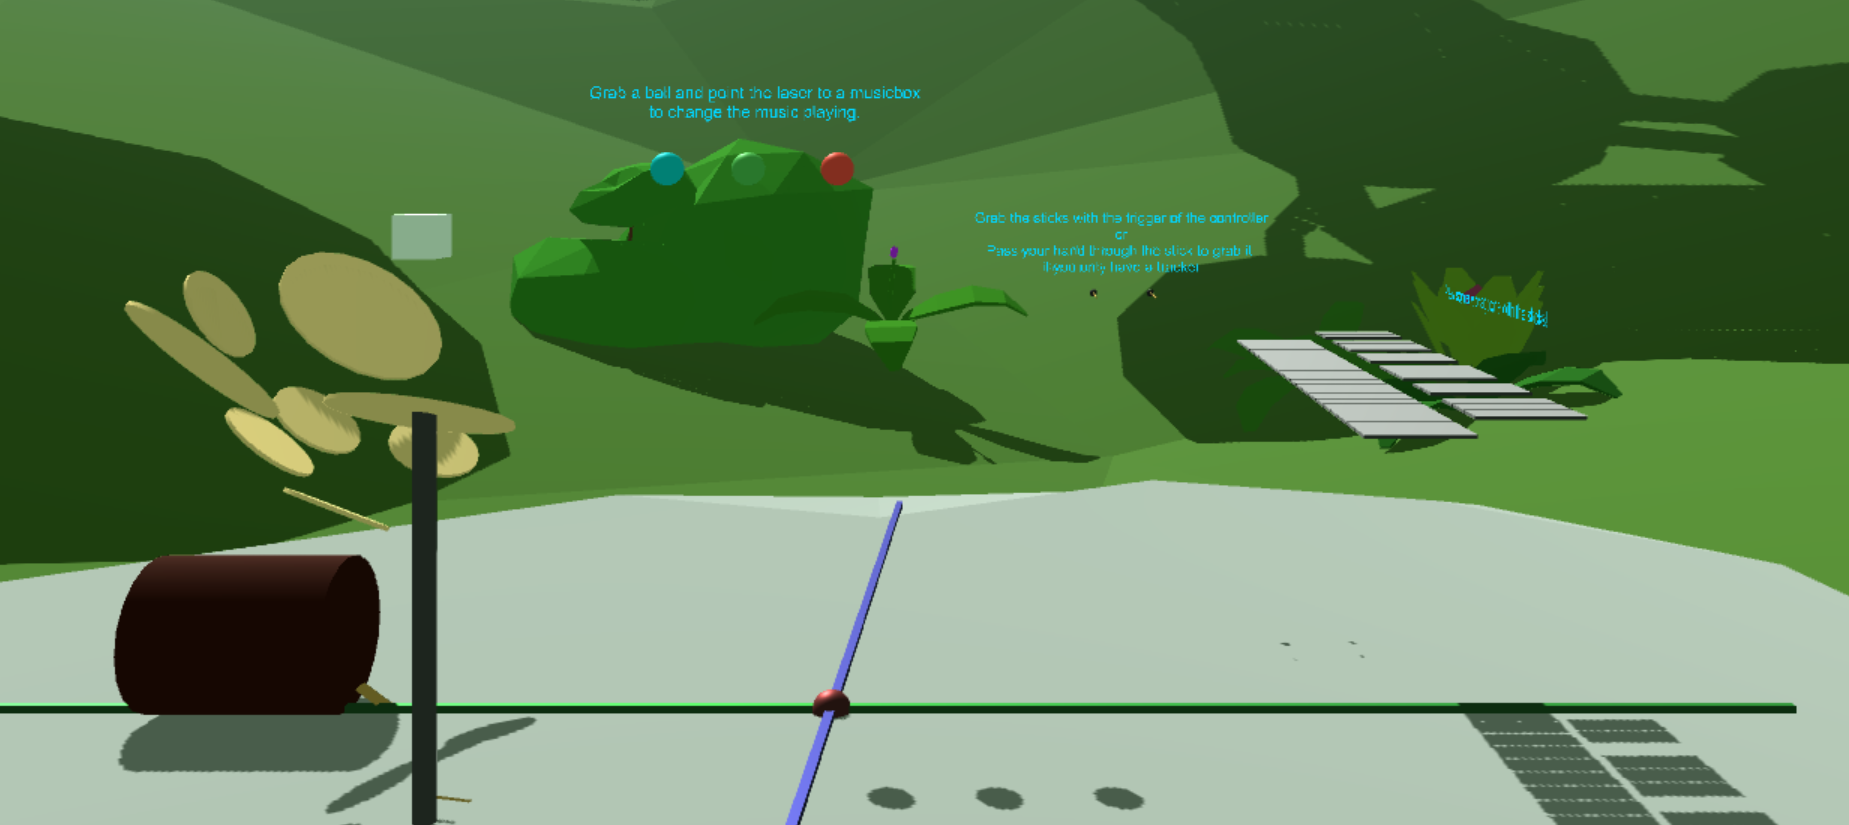 Grab a ball and point the laser to a musicbox
to change the music playing.
Grab the sticks with the trigger of the controller
or
Pass your hand through the stick to grab it
if you only have a tracker